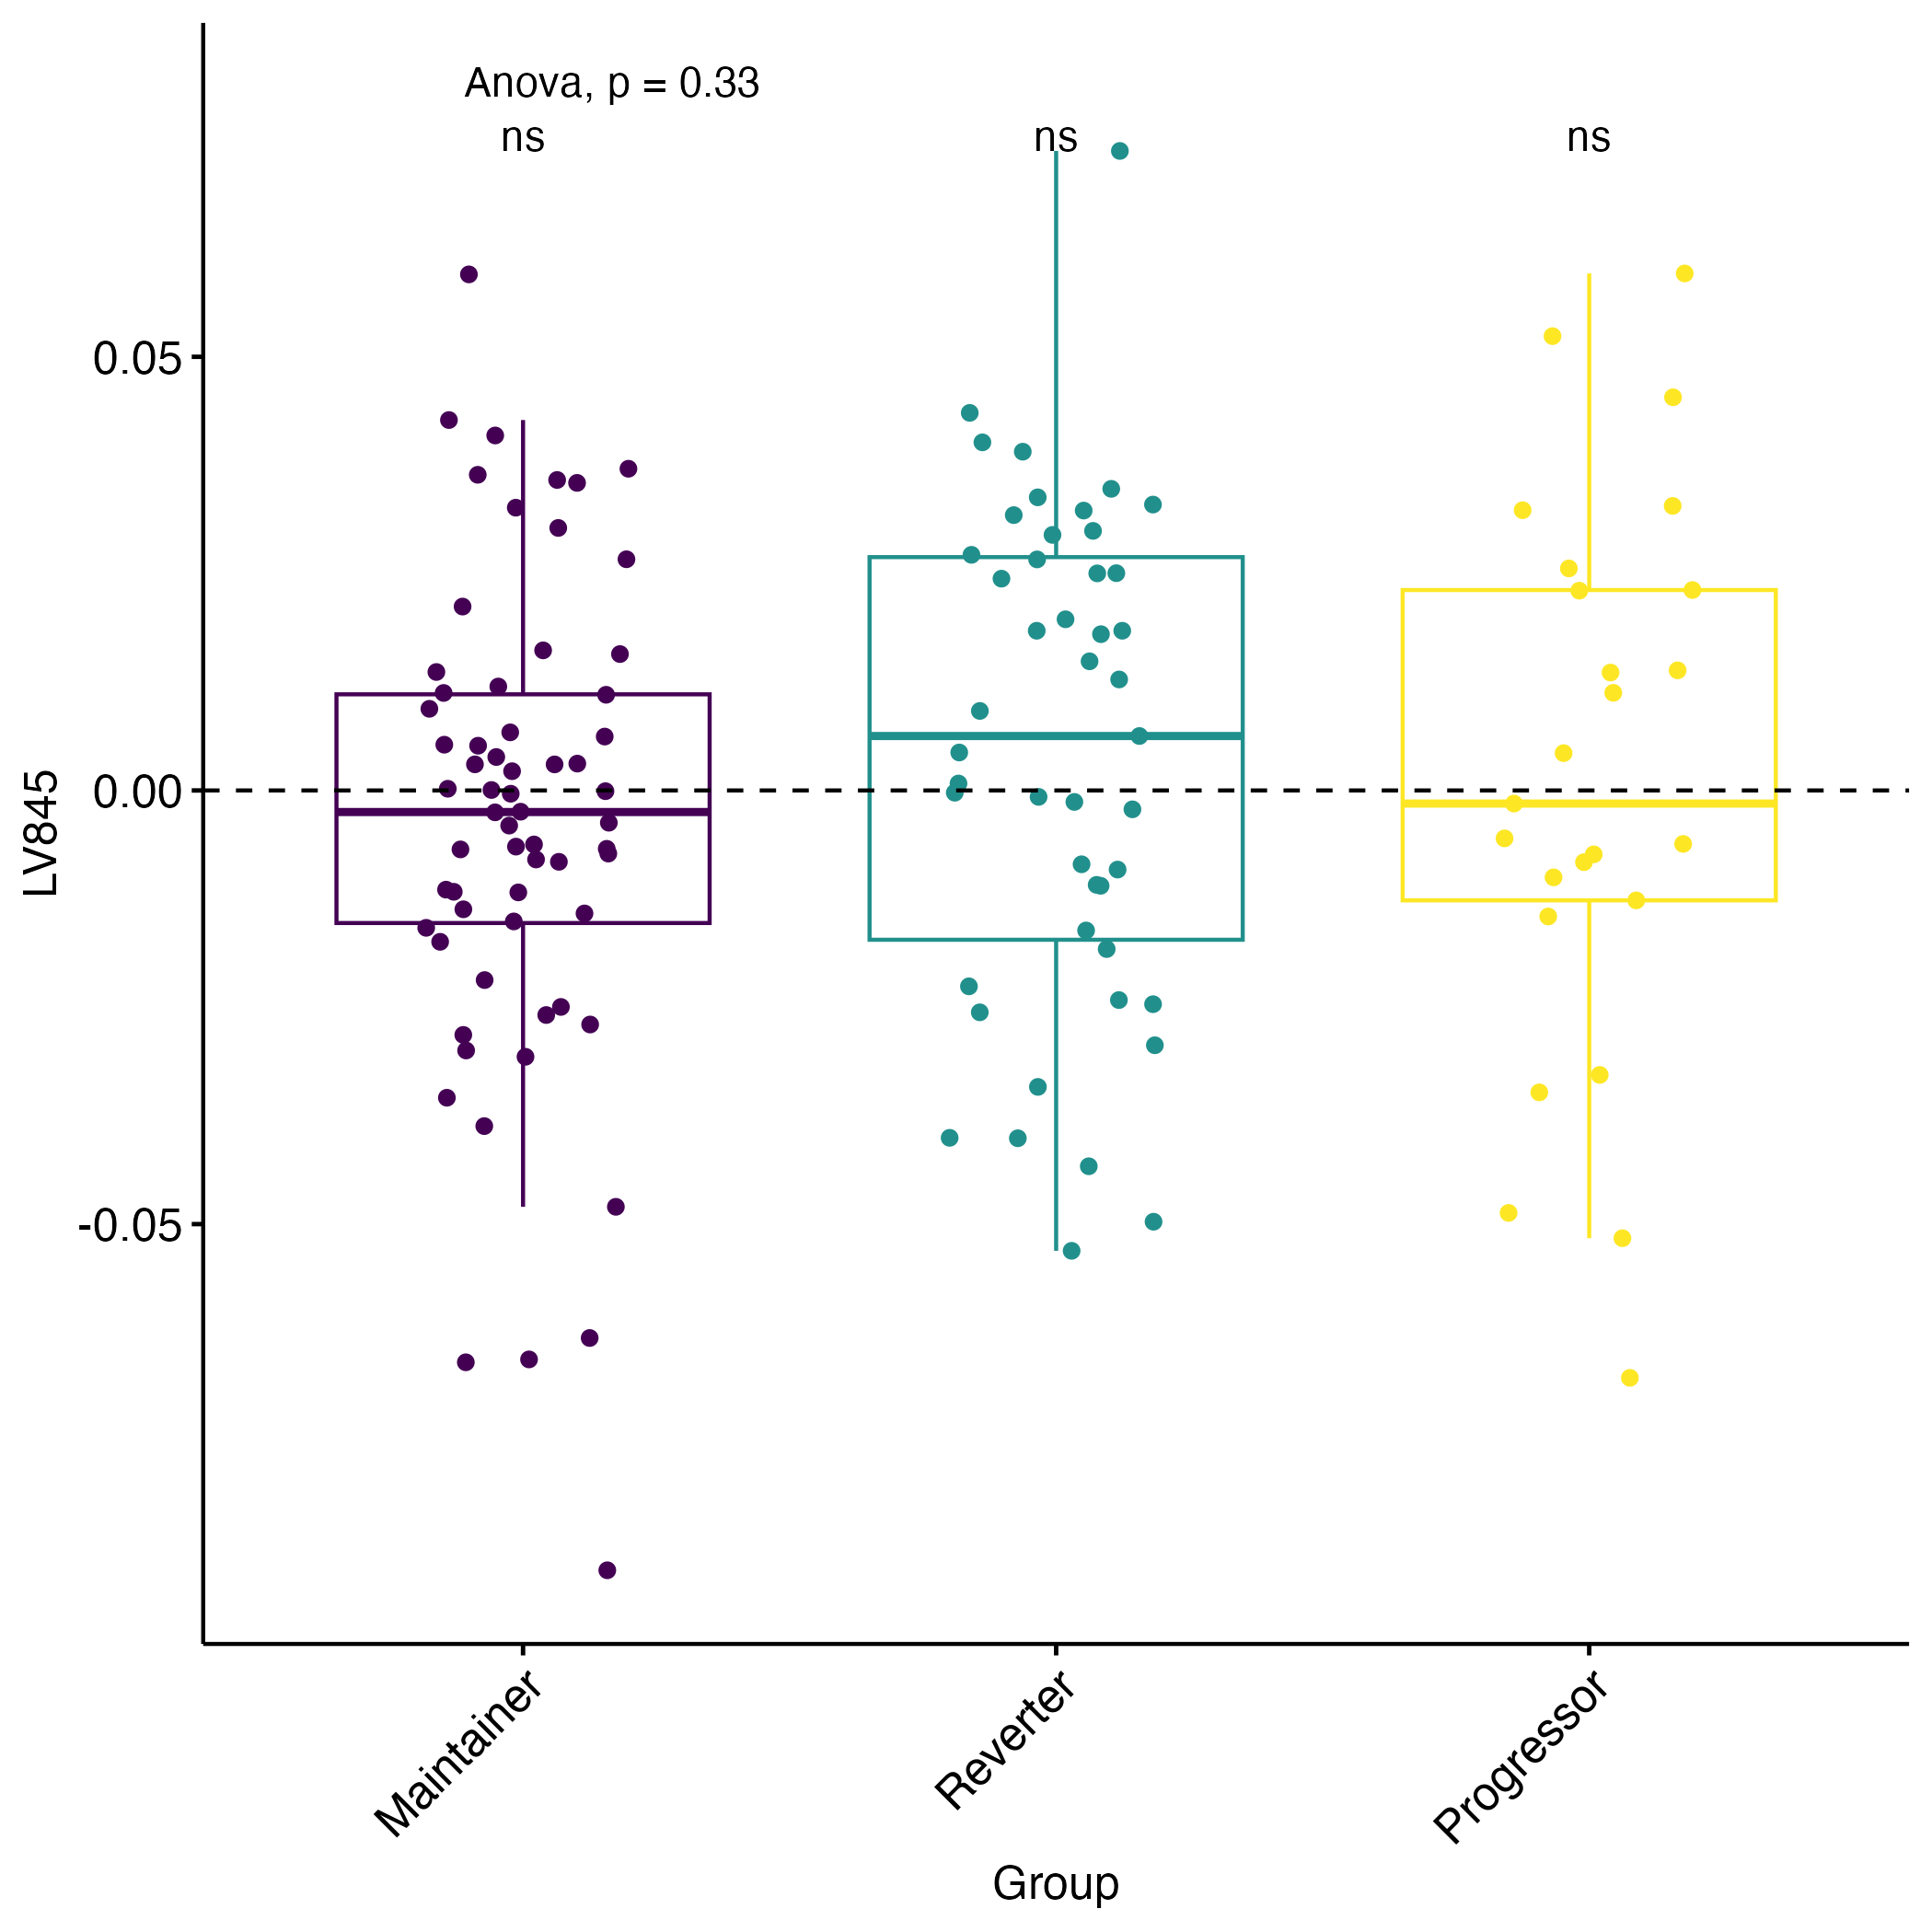 Anova, p = 0.33
ns ns ns
0.05
0.00
-0.05
LV845
Maintainer
Reverter
Progressor
Group